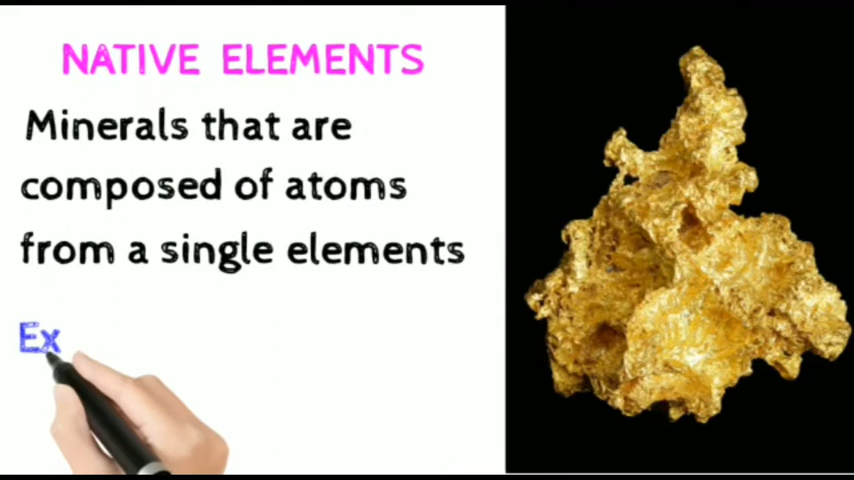 NATIVE ELEMENTS
Minerals that are
composed of atoms
from a single elements
Ex